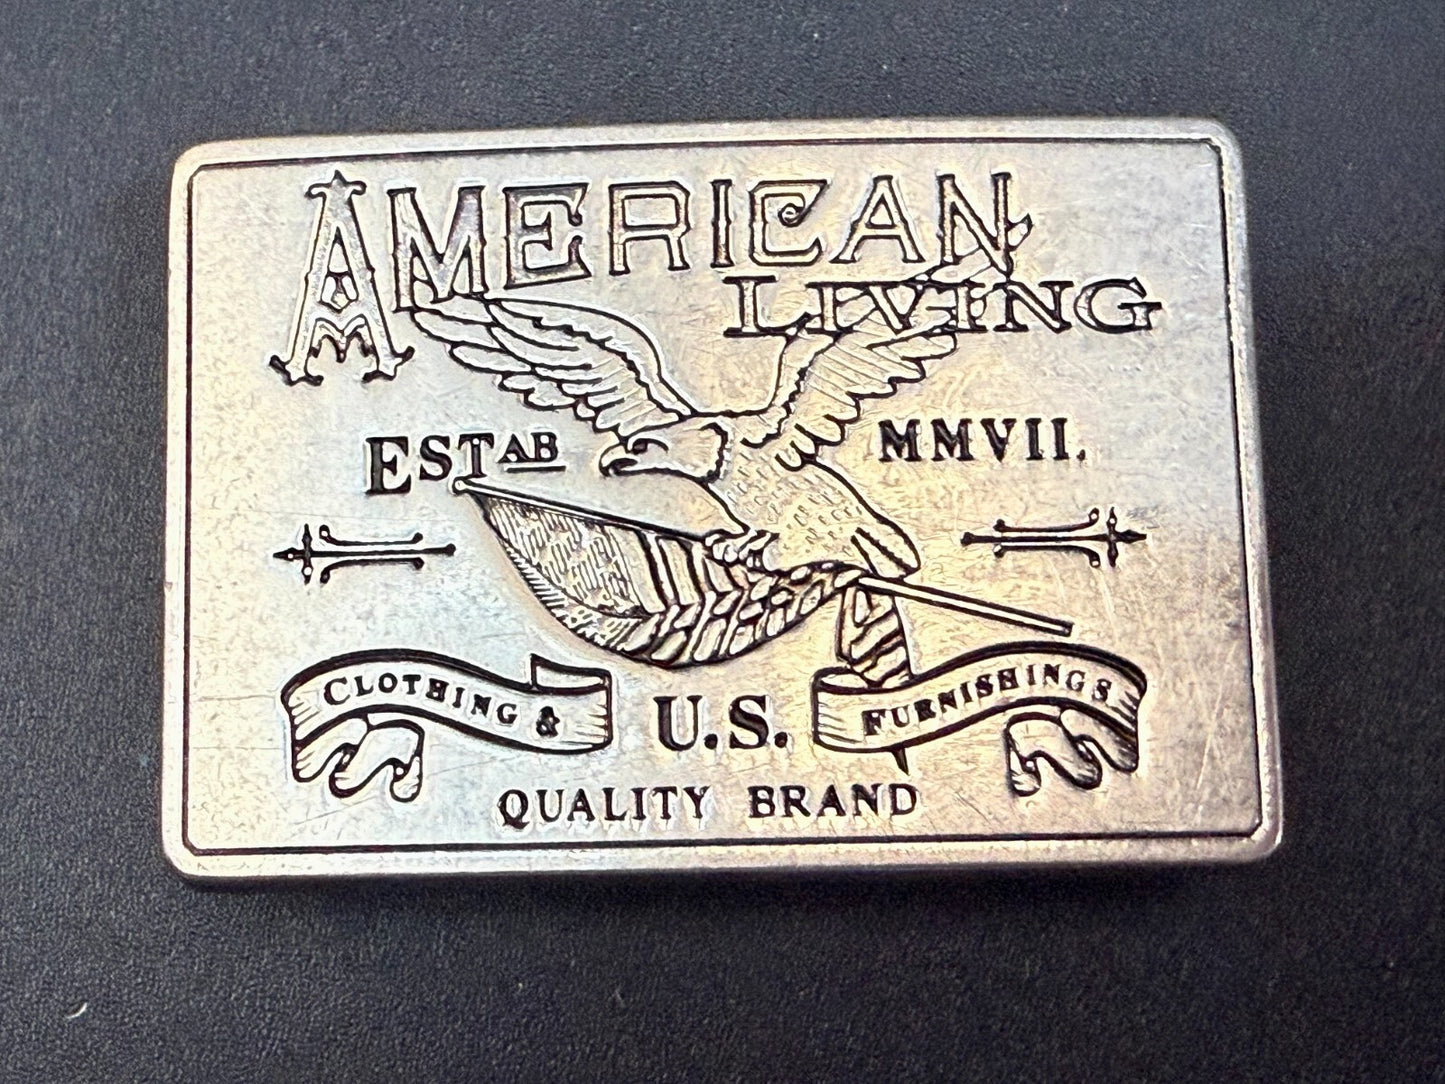 AMERICAN
LIVING
ESTAB MMVII.
CLOTHING & U.S. FURNISHINGS
QUALITY BRAND